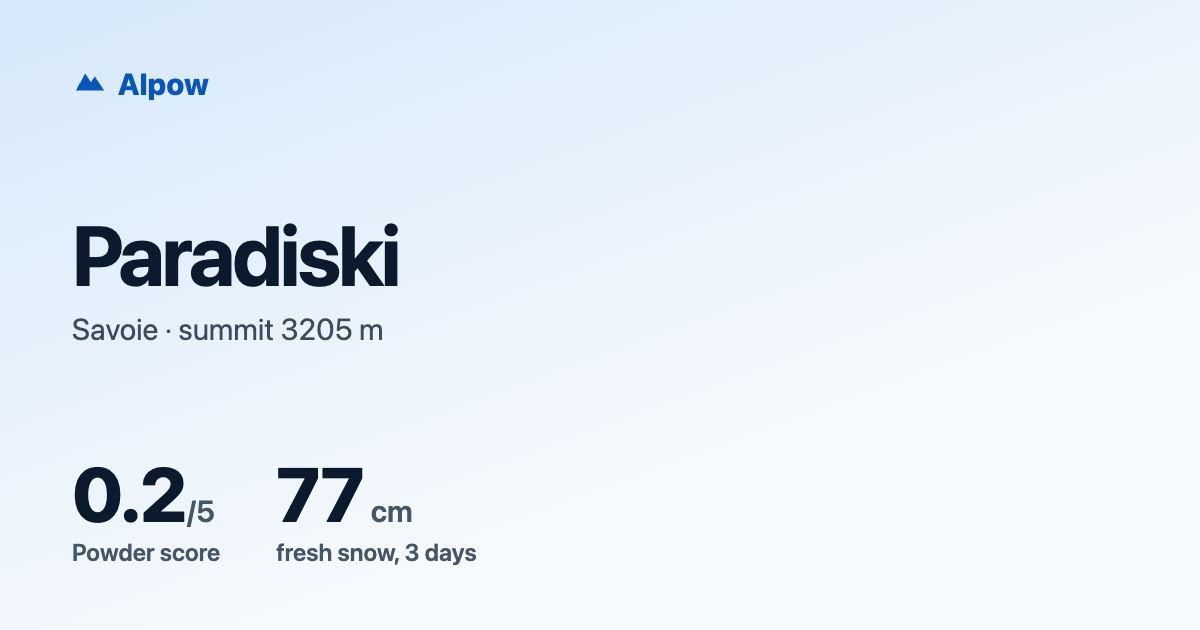 Alpow
Paradiski
Savoie · summit 3205 m
0.2/5
Powder score
77 cm
fresh snow, 3 days